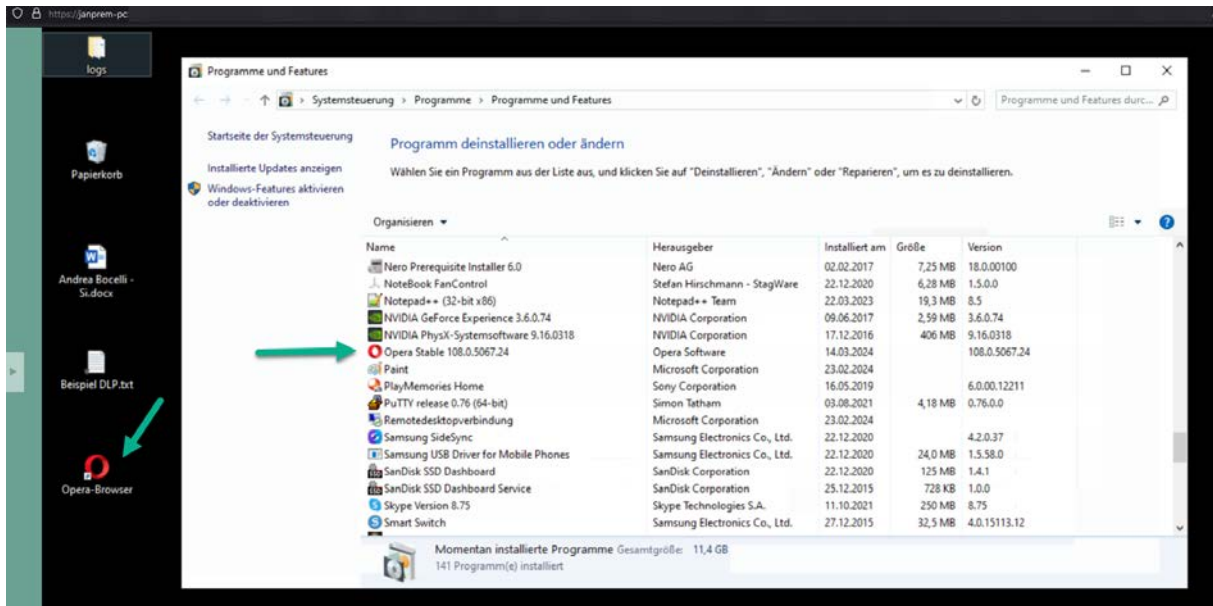 https://janprem-pc
logs
Papierkorb
Andrea Bocelli -
Si.docx
Beispiel DLP.txt
Opera-Browser
Programme und Features
Systemsteuerung > Programme > Programme und Features
Programme und Features durc...
Startseite der Systemsteuerung
Installierte Updates anzeigen
Windows-Features aktivieren
oder deaktivieren
Programm deinstallieren oder ändern
Wählen Sie ein Programm aus der Liste aus, und klicken Sie auf "Deinstallieren", "Ändern" oder "Reparieren", um es zu deinstallieren.
Organisieren
Name Herausgeber Installiert am Größe Version
Nero Prerequisite Installer 6.0 Nero AG 02.02.2017 7,25 MB 18.0.00100
NoteBook FanControl Stefan Hirschmann - StagWare 22.12.2020 6,28 MB 1.5.0.0
Notepad++ (32-bit x86) Notepad++ Team 22.03.2023 19,3 MB 8.5
NVIDIA GeForce Experience 3.6.0.74 NVIDIA Corporation 09.06.2017 2,59 MB 3.6.0.74
NVIDIA PhysX-Systemsoftware 9.16.0318 NVIDIA Corporation 17.12.2016 406 MB 9.16.0318
Opera Stable 108.0.5067.24 Opera Software 14.03.2024 108.0.5067.24
Paint Microsoft Corporation 23.02.2024
PlayMemories Home Sony Corporation 16.05.2019 6.0.00.12211
PuTTY release 0.76 (64-bit) Simon Tatham 03.08.2021 4,18 MB 0.76.0.0
Remotedesktopverbindung Microsoft Corporation 23.02.2024
Samsung SideSync Samsung Electronics Co., Ltd. 22.12.2020 4.2.0.37
Samsung USB Driver for Mobile Phones Samsung Electronics Co., Ltd. 22.12.2020 24,0 MB 1.5.58.0
SanDisk SSD Dashboard SanDisk Corporation 22.12.2020 125 MB 1.4.1
SanDisk SSD Dashboard Service SanDisk Corporation 25.12.2015 728 KB 1.0.0
Skype Version 8.75 Skype Technologies S.A. 11.10.2021 250 MB 8.75
Smart Switch Samsung Electronics Co., Ltd. 27.12.2015 32,5 MB 4.0.15113.12
Momentan installierte Programme Gesamtgröße: 11,4 GB
141 Programm(e) installiert